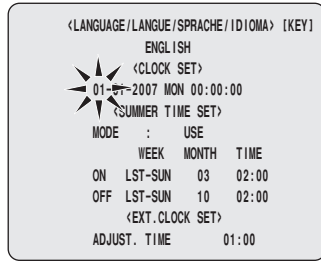 <LANGUAGE/LANGUE/SPRACHE/IDIOMA> [KEY]
ENGLISH
<CLOCK SET>
01-01-2007 MON 00:00:00
<SUMMER TIME SET>
MODE : USE
WEEK MONTH TIME
ON LST-SUN 03 02:00
OFF LST-SUN 10 02:00
<EXT.CLOCK SET>
ADJUST. TIME 01:00